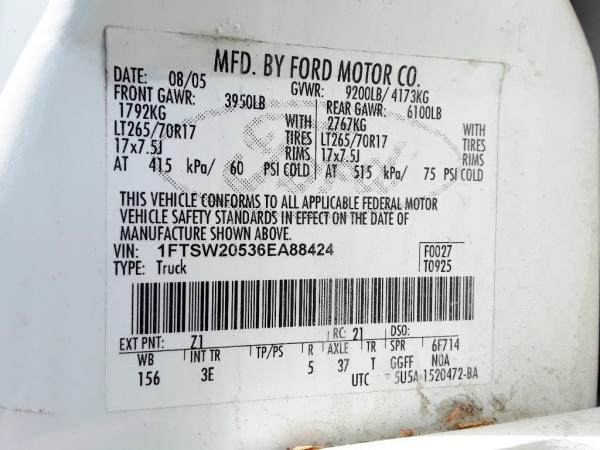 MFD. BY FORD MOTOR CO.
DATE: 08/05 GVWR: 9200LB/ 4173KG
FRONT GAWR: 3950LB REAR GAWR: 6100LB
1792KG WITH 2767KG WITH
LT265/70R17 TIRES LT265/70R17 TIRES
17x7.5J RIMS 17x7.5J RIMS
AT 415 kPa/ 60 PSI COLD AT 515 kPa/ 75 PSI COLD
Ford
THIS VEHICLE CONFORMS TO ALL APPLICABLE FEDERAL MOTOR
VEHICLE SAFETY STANDARDS IN EFFECT ON THE DATE OF
MANUFACTURE SHOWN ABOVE.
VIN: 1FTSW20536EA88424 F0027
TYPE: Truck T0925
EXT PNT: Z1 RC: 21 DSO:
WB INT TR TP/PS R AXLE TR SPR 6F714
156 3E 5 37 T GGFF N0A
UTC 5U5A-1520472-BA